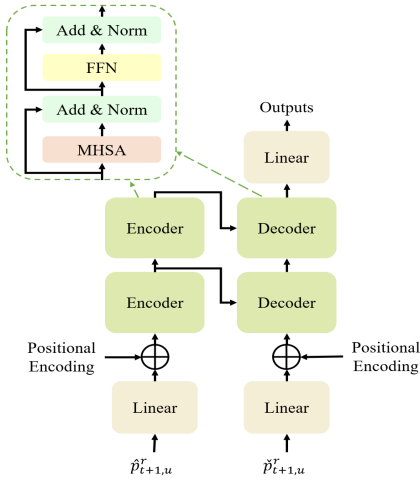 Add & Norm
FFN
Add & Norm
MHSA
Outputs
Linear
Encoder
Decoder
Encoder
Decoder
Positional
Encoding
Positional
Encoding
Linear
Linear
p̂ʳₜ₊₁,ᵤ
p̌ʳₜ₊₁,ᵤ